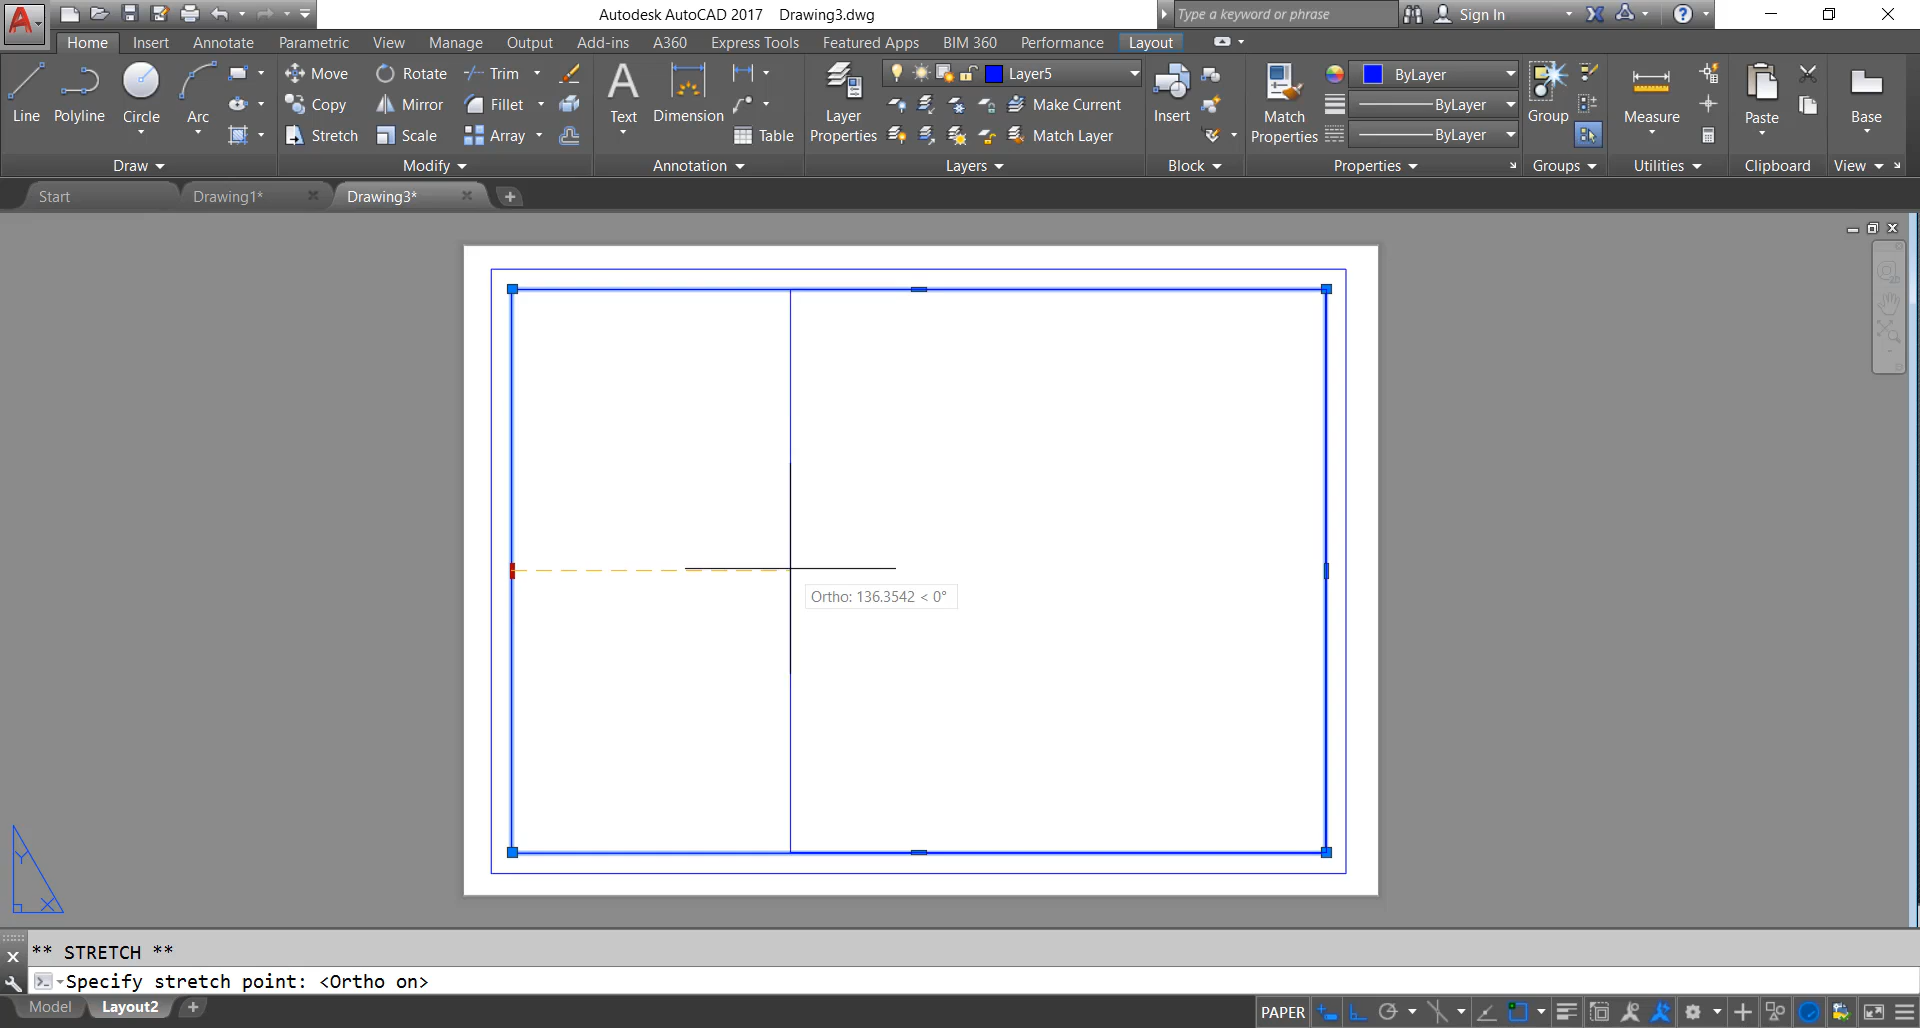 Autodesk AutoCAD 2017 Drawing3.dwg
Type a keyword or phrase
Sign In
Home Insert Annotate Parametric View Manage Output Add-ins A360 Express Tools Featured Apps BIM 360 Performance Layout
Line Polyline Circle Arc
Move Rotate Trim
Copy Mirror Fillet
Stretch Scale Array
Text Dimension Table
Layer Properties
Layer5
Make Current
Match Layer
Insert
Match Properties
ByLayer
ByLayer
ByLayer
Group
Measure
Paste
Base
Draw Modify Annotation Layers Block Properties Groups Utilities Clipboard View
Start Drawing1* Drawing3*
Ortho: 136.3542 < 0°
Y
X
** STRETCH **
Specify stretch point: <Ortho on>
Model Layout2
PAPER